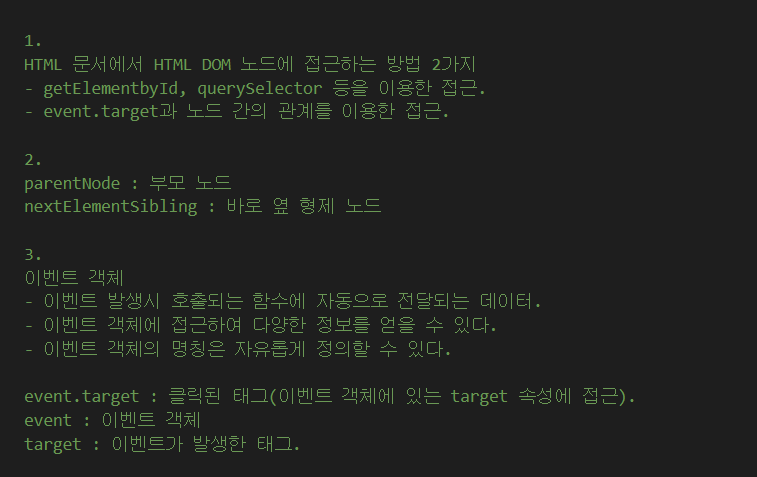 1.
HTML 문서에서 HTML DOM 노드에 접근하는 방법 2가지
- getElementbyId, querySelector 등을 이용한 접근.
- event.target과 노드 간의 관계를 이용한 접근.
2.
parentNode : 부모 노드
nextElementSibling : 바로 옆 형제 노드
3.
이벤트 객체
- 이벤트 발생시 호출되는 함수에 자동으로 전달되는 데이터.
- 이벤트 객체에 접근하여 다양한 정보를 얻을 수 있다.
- 이벤트 객체의 명칭은 자유롭게 정의할 수 있다.
event.target : 클릭된 태그(이벤트 객체에 있는 target 속성에 접근).
event : 이벤트 객체
target : 이벤트가 발생한 태그.